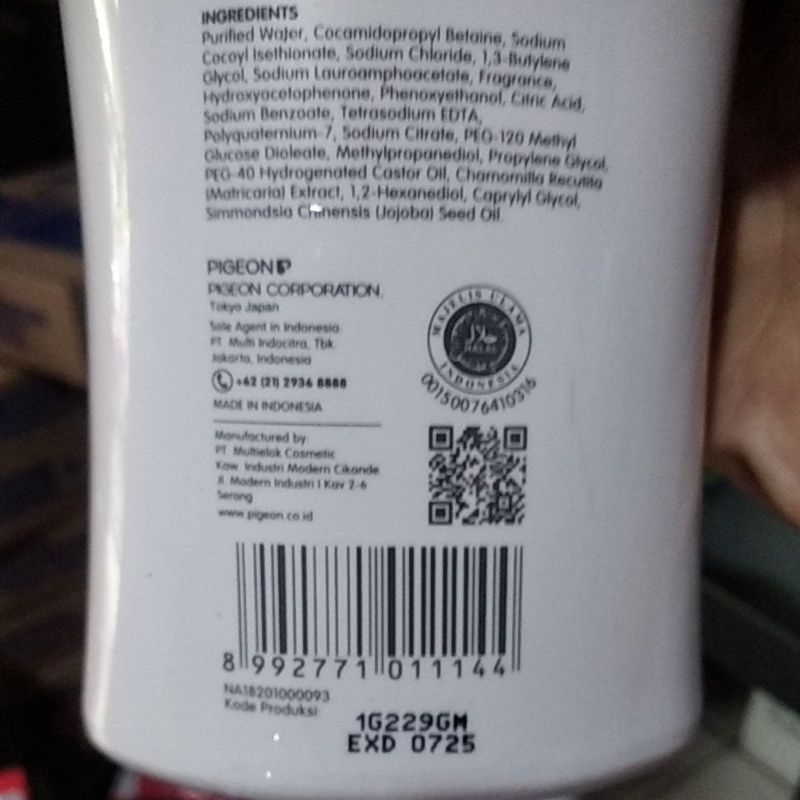 INGREDIENTS
Purified Water, Cocamidopropyl Betaine, Sodium
Cocoyl Isethionate, Sodium Chloride, 1,3-Butylene
Glycol, Sodium Lauroamphoacetate, Fragrance,
Hydroxyacetophenone, Phenoxyethanol, Citric Acid,
Sodium Benzoate, Tetrasodium EDTA,
Polyquaternium-7, Sodium Citrate, PEG-120 Methyl
Glucose Dioleate, Methylpropanediol, Propylene Glycol,
PEG-40 Hydrogenated Castor Oil, Chamomilla Recutita
(Matricaria) Extract, 1,2-Hexanediol, Caprylyl Glycol,
Simmondsia Chinensis (Jojoba) Seed Oil.
PIGEON
PIGEON CORPORATION,
Tokyo Japan
Sole Agent in Indonesia
PT. Multi Indocitra, Tbk
Jakarta, Indonesia
+62 (21) 2936 8888
MADE IN INDONESIA
MAJELIS ULAMA
HALAL
INDONESIA
00150076410316
Manufactured by
PT. Multielok Cosmetic
Kaw. Industri Modern Cikande
Jl. Modern Industri I Kav 2-6
Serang
www.pigeon.co.id
8 992771 011144
NA18201000093
Kode Produksi:
1G229GM
EXD 0725